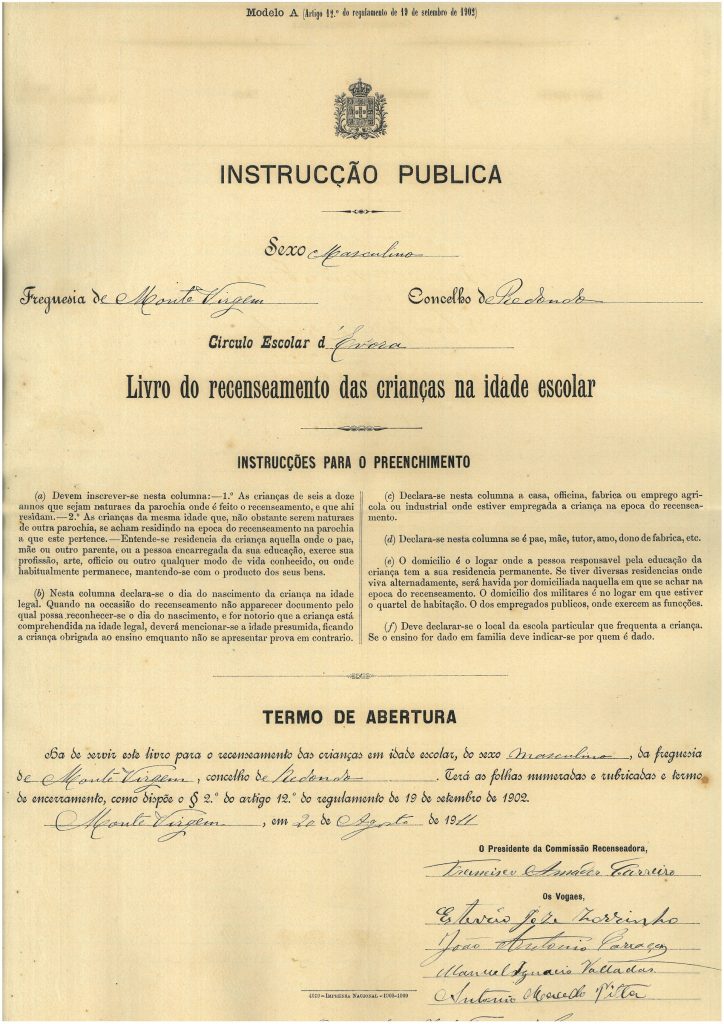 Modelo A (Artigo 12.º do regulamento de 19 de setembro de 1902)
INSTRUCÇÃO PUBLICA
Sexo Masculino
Freguesia de Monte Virgem Concelho de Redondo
Circulo Escolar d'Evora
Livro do recenseamento das crianças na idade escolar
INSTRUCÇÕES PARA O PREENCHIMENTO
(a) Devem inscrever-se nesta columna:—1.º As crianças de seis a doze
annos que sejam naturaes da parochia onde é feito o recenseamento, e que ahi
residam.—2.º As crianças da mesma idade que, não obstante serem naturaes
de outra parochia, se acham residindo na epoca do recenseamento na parochia
a que este pertence.—Entende-se residencia da criança aquella onde o pae,
mãe ou outro parente, ou a pessoa encarregada da sua educação, exerce sua
profissão, arte, officio ou outro qualquer modo de vida conhecido, ou onde
habitualmente permanece, mantendo-se com o producto dos seus bens.
(b) Nesta columna declara-se o dia do nascimento da criança na idade
legal. Quando na occasião do recenseamento não apparecer documento pelo
qual possa reconhecer-se o dia do nascimento, e for notorio que a criança está
comprehendida na idade legal, deverá mencionar-se a idade presumida, ficando
a criança obrigada ao ensino emquanto não se apresentar prova em contrario.
(c) Declara-se nesta columna a casa, officina, fabrica ou emprego agri-
cola ou industrial onde estiver empregada a criança na epoca do recensea-
mento.
(d) Declara-se nesta columna se é pae, mãe, tutor, amo, dono de fabrica, etc.
(e) O domicilio é o logar onde a pessoa responsavel pela educação da
criança tem a sua residencia permanente. Se tiver diversas residencias onde
viva alternadamente, será havida por domiciliada naquella em que se achar na
epoca do recenseamento. O domicilio dos militares é no logar em que estiver
o quartel de habitação. O dos empregados publicos, onde exercem as funcções.
(f) Deve declarar-se o local da escola particular que frequenta a criança.
Se o ensino for dado em familia deve indicar-se por quem é dado.
TERMO DE ABERTURA
Ha de servir este livro para o recenseamento das crianças em idade escolar, do sexo masculino, da freguesia
de Monte Virgem, concelho de Redondo. Terá as folhas numeradas e rubricadas e termo
de encerramento, como dispõe o § 2.º do artigo 12.º do regulamento de 19 de setembro de 1902.
Monte Virgem, em 20 de Agosto de 1911
O Presidente da Commissão Recenseadora,
Francisco Amador Carreiro
Os Vogaes,
Estevão Joze Zorrinho
João Antonio
Manuel Ignacio Valladas
Antonio Marcello Pitta
IMPRENSA NACIONAL